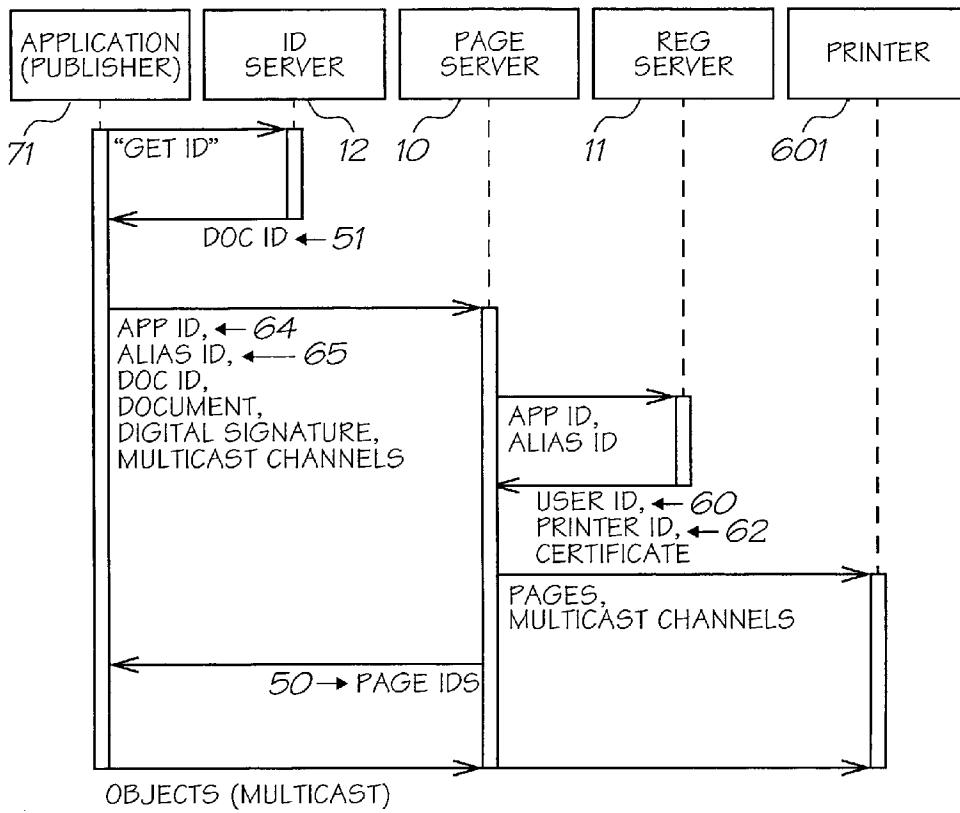 APPLICATION
(PUBLISHER)
ID
SERVER
PAGE
SERVER
REG
SERVER
PRINTER
71
12
10
11
601
"GET ID"
DOC ID 51
APP ID, 64
ALIAS ID, 65
DOC ID,
DOCUMENT,
DIGITAL SIGNATURE,
MULTICAST CHANNELS
APP ID,
ALIAS ID
USER ID, 60
PRINTER ID, 62
CERTIFICATE
PAGES,
MULTICAST CHANNELS
50 PAGE IDS
OBJECTS (MULTICAST)